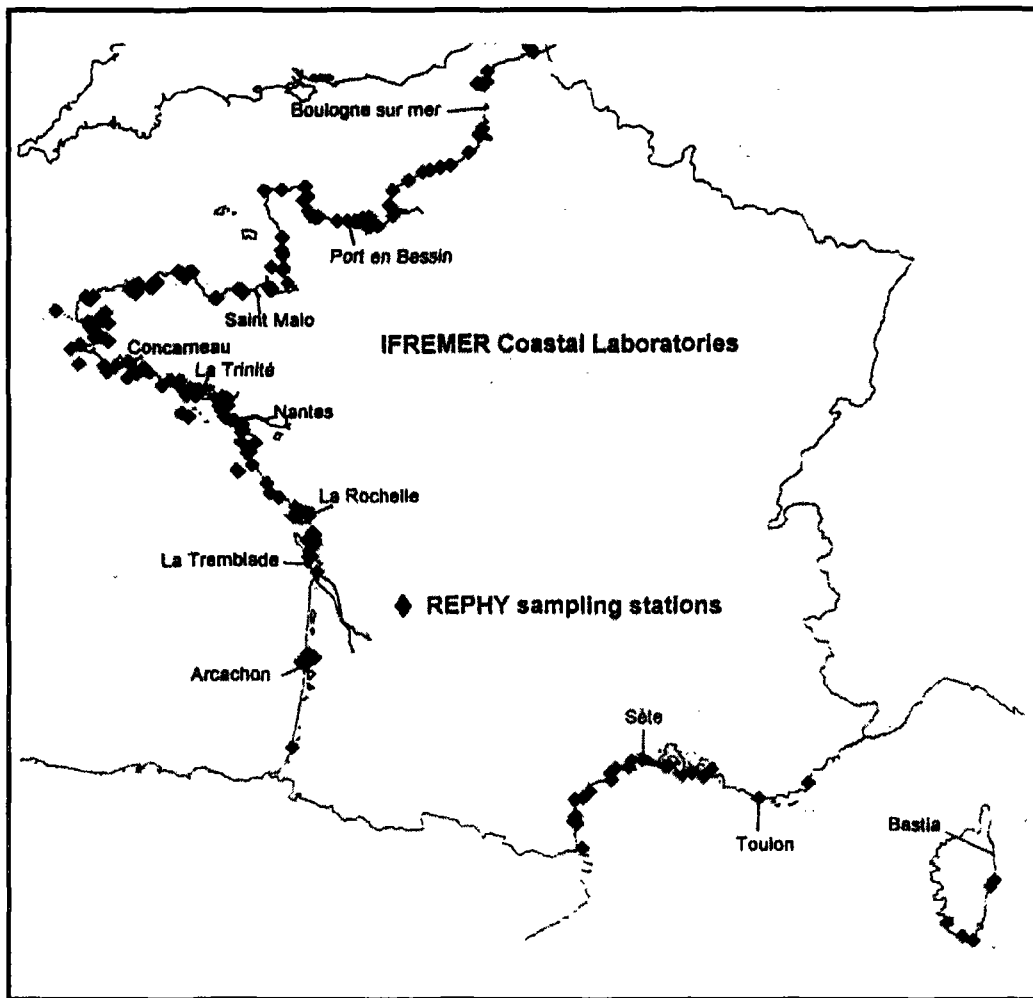 Boulogne sur mer
Port en Bessin
Saint Malo
IFREMER Coastal Laboratories
Concarneau
La Trinité
Nantes
La Rochelle
La Tremblade
REPHY sampling stations
Arcachon
Sète
Toulon
Bastia